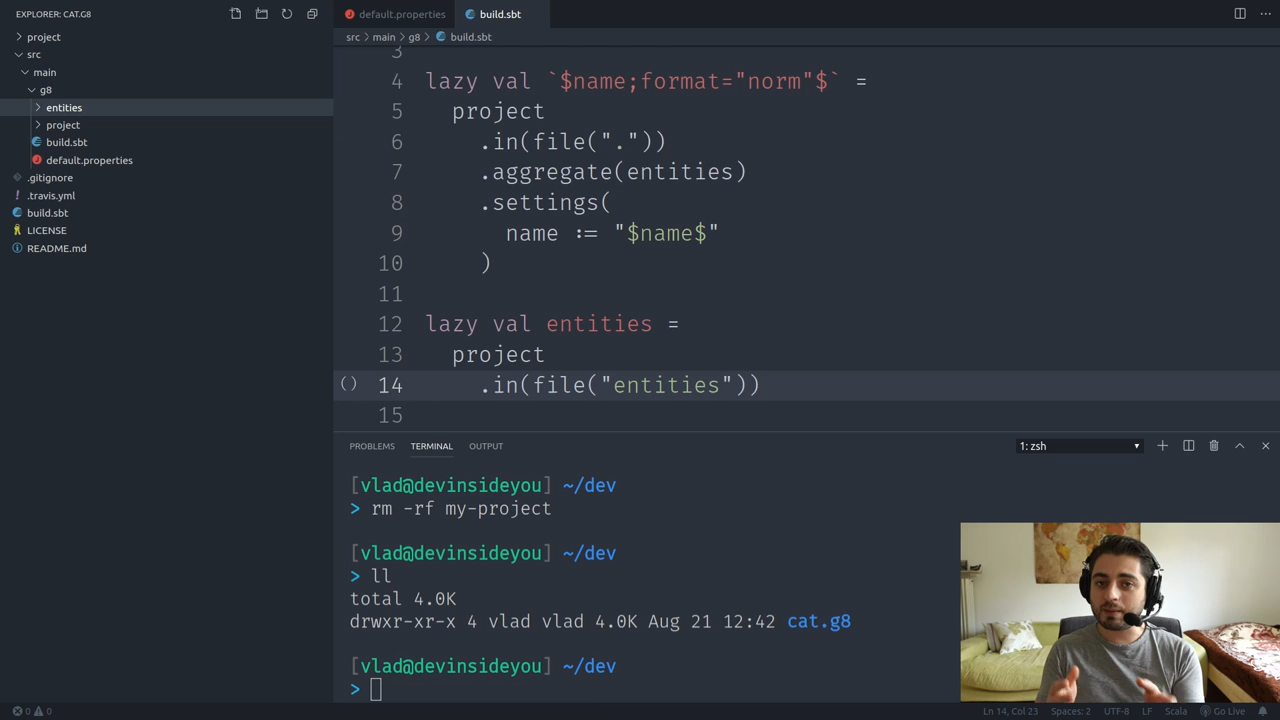 EXPLORER: CAT.G8
project
src
main
g8
entities
project
build.sbt
default.properties
.gitignore
.travis.yml
build.sbt
LICENSE
README.md
default.properties
build.sbt
src > main > g8 > build.sbt
3
4 lazy val `$name;format="norm"$` =
5 project
6 .in(file("."))
7 .aggregate(entities)
8 .settings(
9 name := "$name$"
10 )
11
12 lazy val entities =
13 project
14 .in(file("entities"))
15
PROBLEMS TERMINAL OUTPUT 1: zsh
[vlad@devinsideyou] ~/dev
> rm -rf my-project
[vlad@devinsideyou] ~/dev
> ll
total 4.0K
drwxr-xr-x 4 vlad vlad 4.0K Aug 21 12:42 cat.g8
[vlad@devinsideyou] ~/dev
>
0 0 Ln 14, Col 23 Spaces: 2 UTF-8 LF Scala Go Live